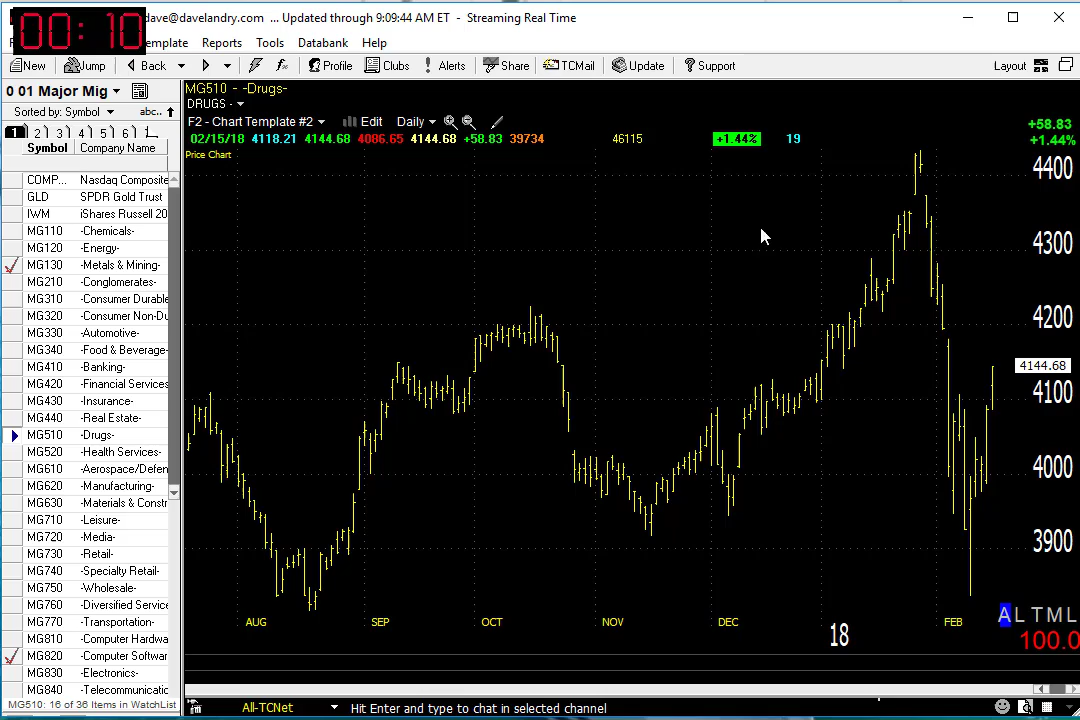 00:10
dave@davelandry.com ... Updated through 9:09:44 AM ET - Streaming Real Time
emplate Reports Tools Databank Help
New Jump Back Profile Clubs Alerts Share TCMail Update Support Layout
0 01 Major Mig
MG510 - -Drugs-
DRUGS -
Sorted by: Symbol abc..
F2 - Chart Template #2 Edit Daily
+58.83
+1.44%
1 2 3 4 5 6
02/15/18 4118.21 4144.68 4086.65 4144.68 +58.83 39734 46115 +1.44% 19
Symbol Company Name
Price Chart
COMP... Nasdaq Composite
GLD SPDR Gold Trust
IWM iShares Russell 20
MG110 -Chemicals-
MG120 -Energy-
MG130 -Metals & Mining-
MG210 -Conglomerates-
MG310 -Consumer Durable
MG320 -Consumer Non-Du
MG330 -Automotive-
MG340 -Food & Beverage-
MG410 -Banking-
MG420 -Financial Services
MG430 -Insurance-
MG440 -Real Estate-
MG510 -Drugs-
MG520 -Health Services-
MG610 -Aerospace/Defen
MG620 -Manufacturing-
MG630 -Materials & Constr
MG710 -Leisure-
MG720 -Media-
MG730 -Retail-
MG740 -Specialty Retail-
MG750 -Wholesale-
MG760 -Diversified Service
MG770 -Transportation-
MG810 -Computer Hardwa
MG820 -Computer Softwar
MG830 -Electronics-
MG840 -Telecommunicatic
MG510: 16 of 36 Items in WatchList
4400
4300
4200
4144.68
4100
4000
3900
AUG SEP OCT NOV DEC 18 FEB
A L T M L
100.0
All-TCNet Hit Enter and type to chat in selected channel